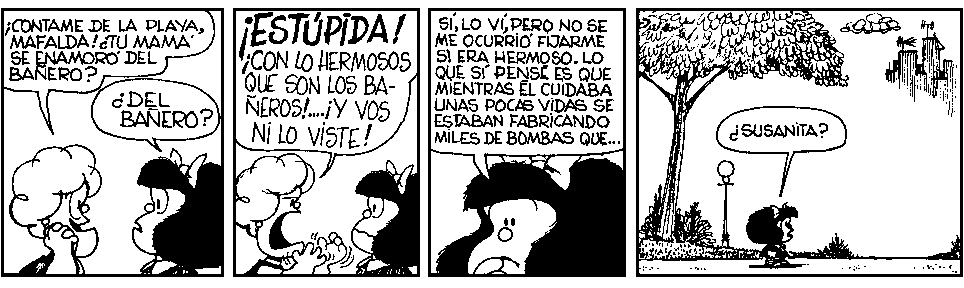 ¡CONTAME DE LA PLAYA,
MAFALDA! ¿TU MAMÁ
SE ENAMORÓ DEL
BAÑERO?
¿DEL
BAÑERO?
¡ESTÚPIDA!
¡CON LO HERMOSOS
QUE SON LOS BA-
ÑEROS!....¡Y VOS
NI LO VISTE!
SÍ, LO VÍ, PERO NO SE
ME OCURRIÓ FIJARME
SI ERA HERMOSO. LO
QUE SÍ PENSÉ ES QUE
MIENTRAS ÉL CUIDABA
UNAS POCAS VIDAS SE
ESTABAN FABRICANDO
MILES DE BOMBAS QUE...
¿SUSANITA?